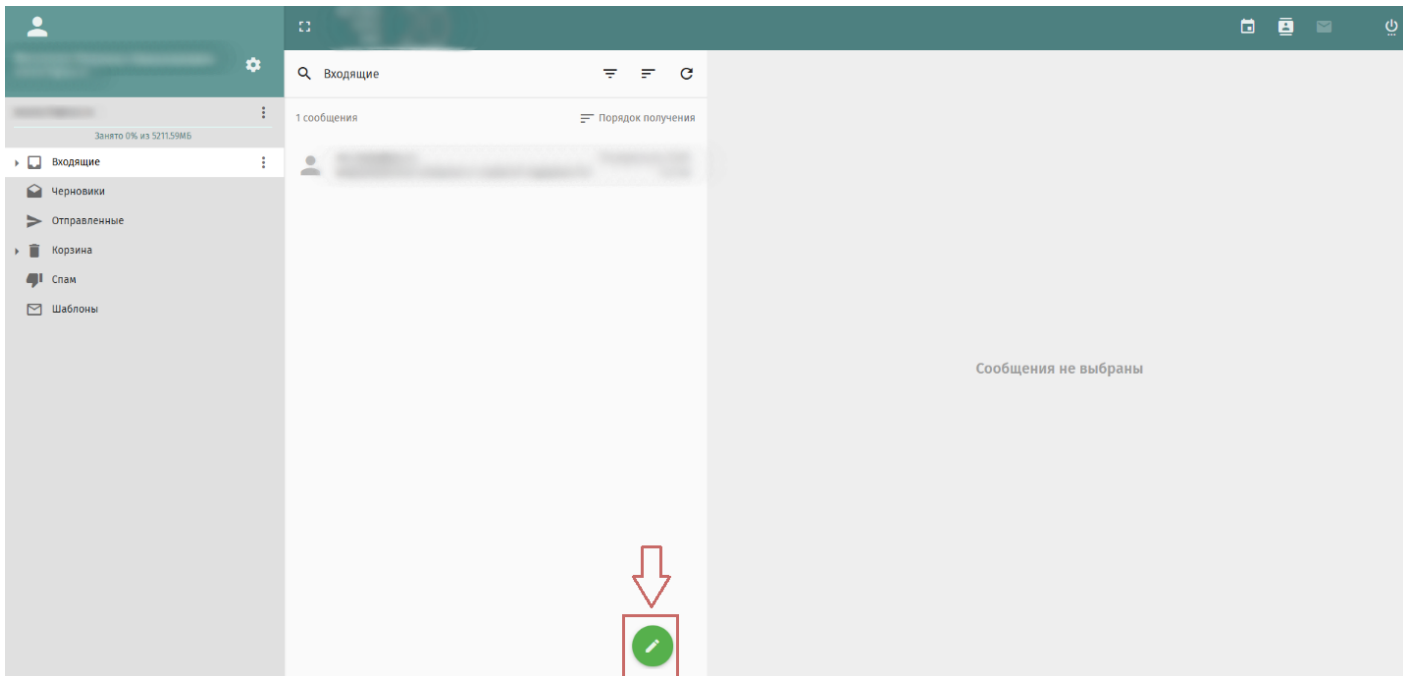 Входящие
1 сообщения
Порядок получения
Занято 0% из 5211.59МБ
Входящие
Черновики
Отправленные
Корзина
Спам
Шаблоны
Сообщения не выбраны